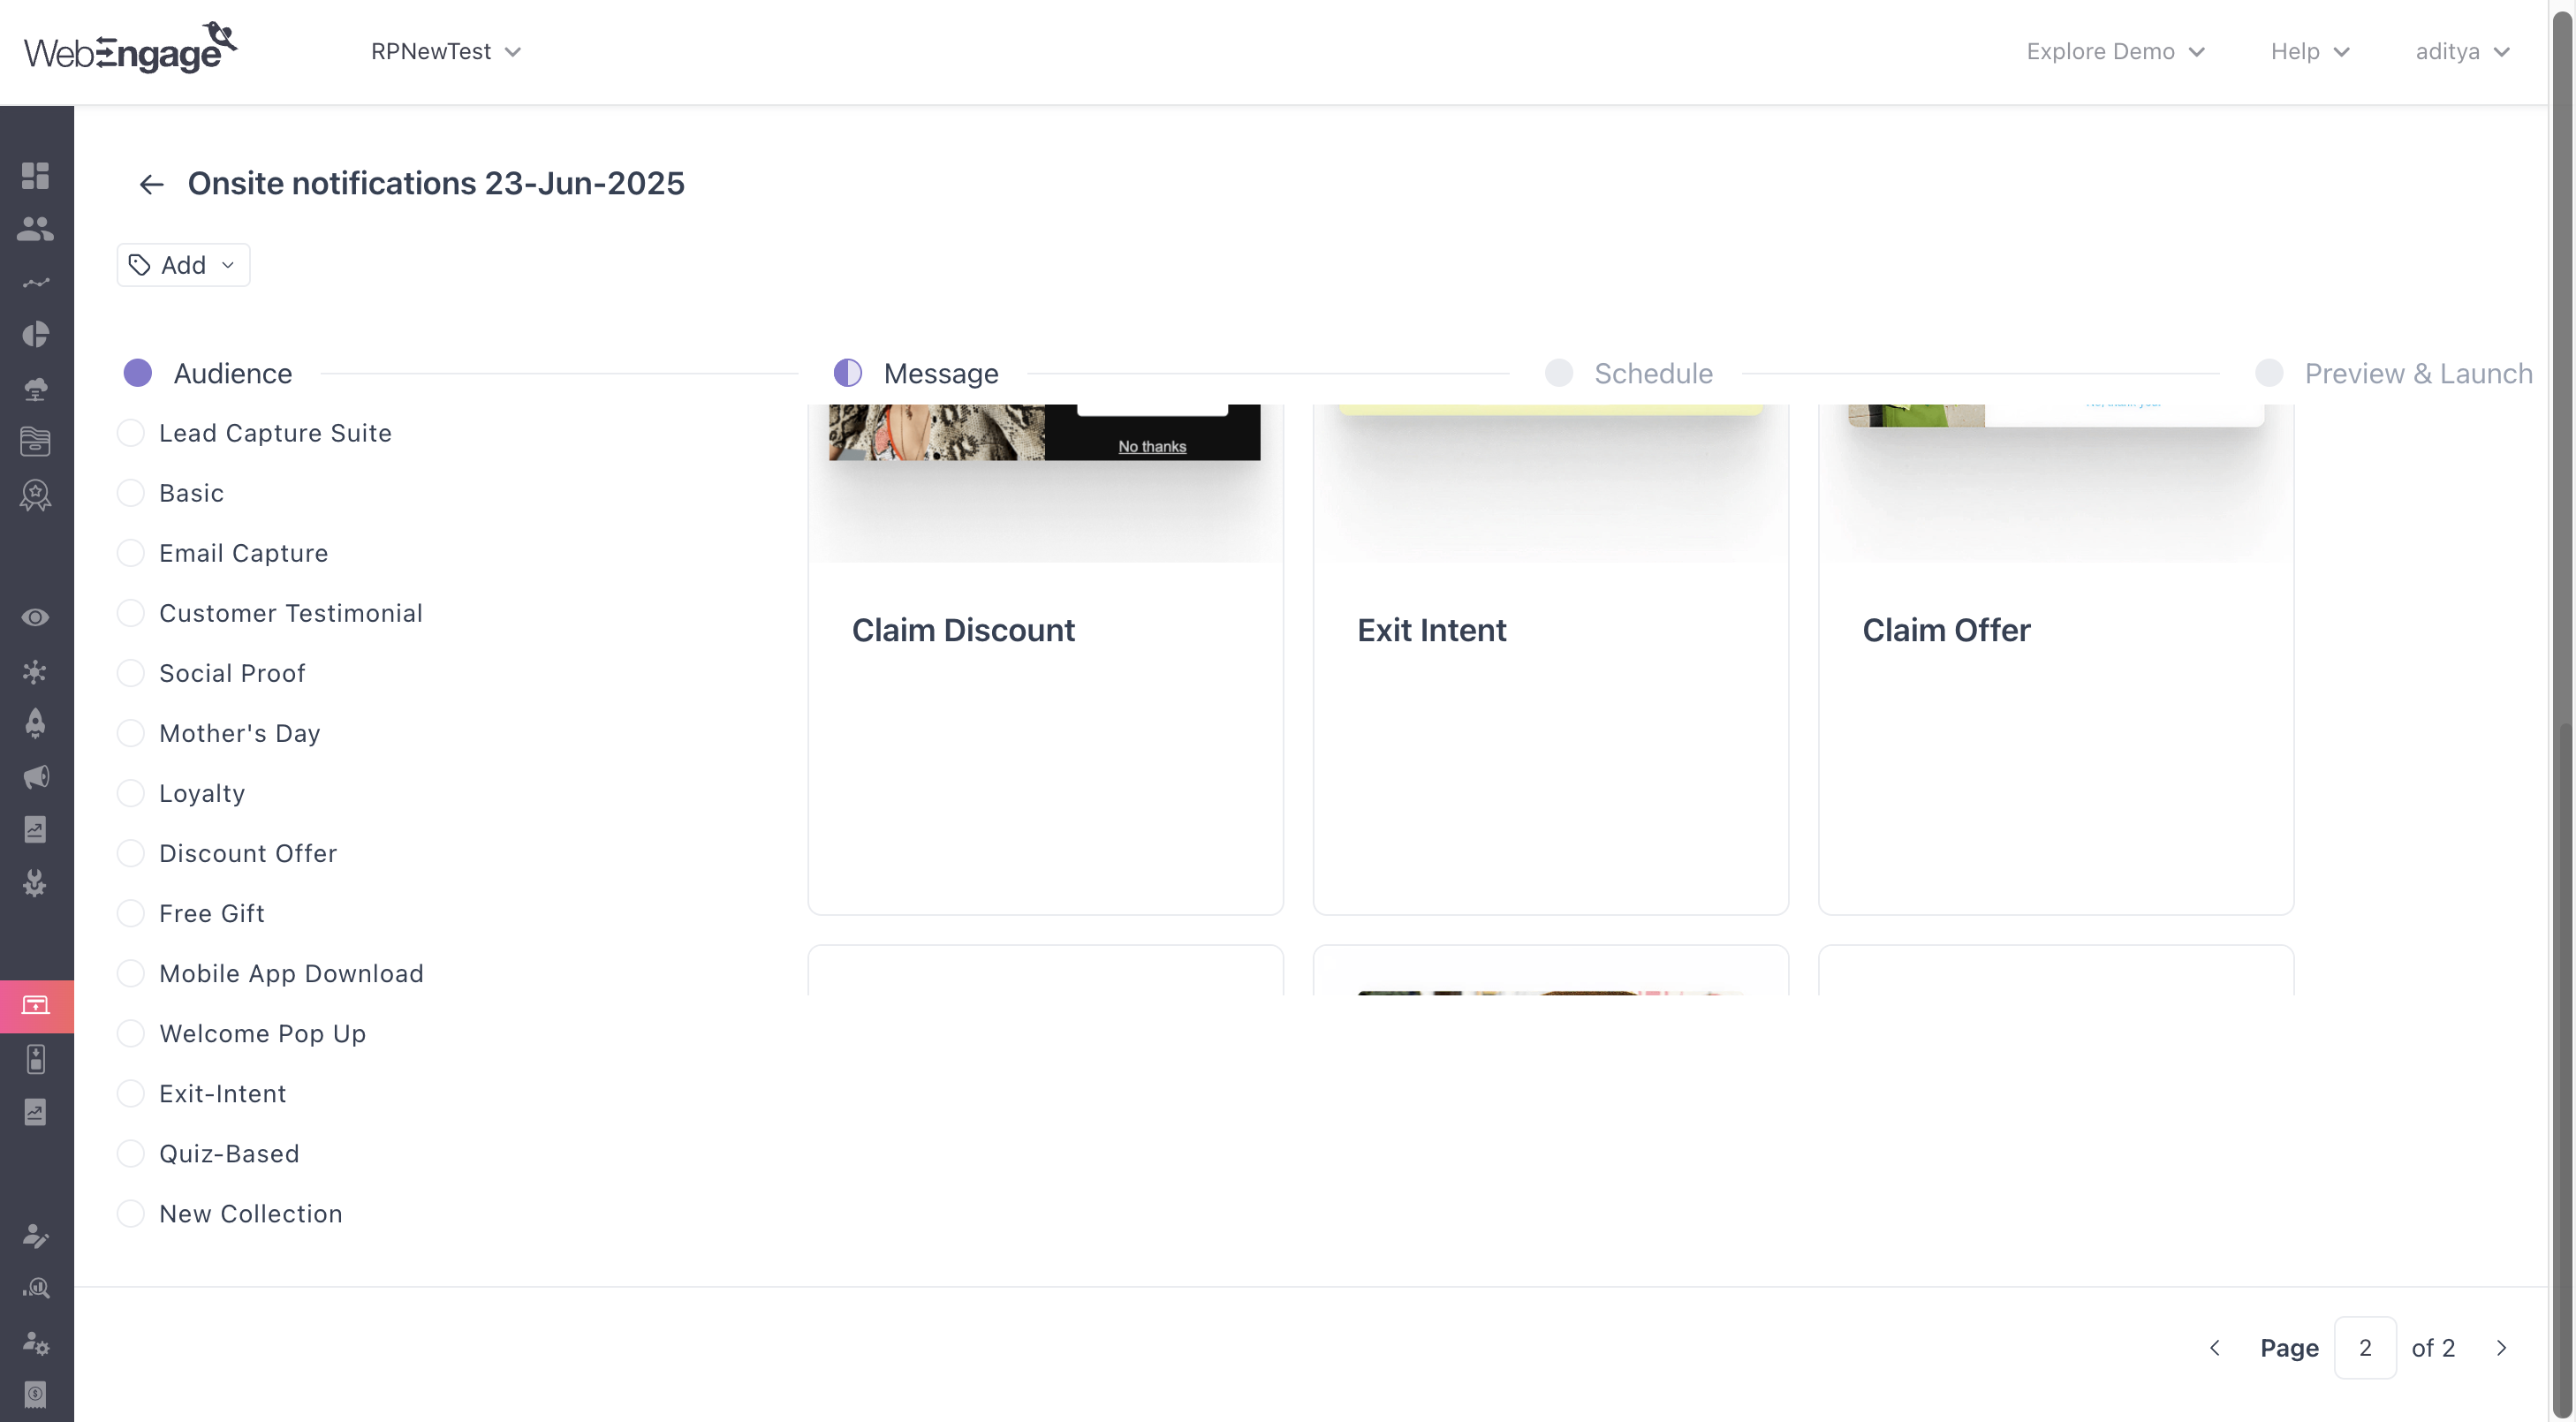 WebEngage
RPNewTest
Explore Demo
Help
aditya
Onsite notifications 23-Jun-2025
Add
Audience
Message
Schedule
Preview & Launch
Lead Capture Suite
Basic
Email Capture
Customer Testimonial
Social Proof
Mother's Day
Loyalty
Discount Offer
Free Gift
Mobile App Download
Welcome Pop Up
Exit-Intent
Quiz-Based
New Collection
No thanks
Claim Discount
Exit Intent
Claim Offer
Page 2 of 2